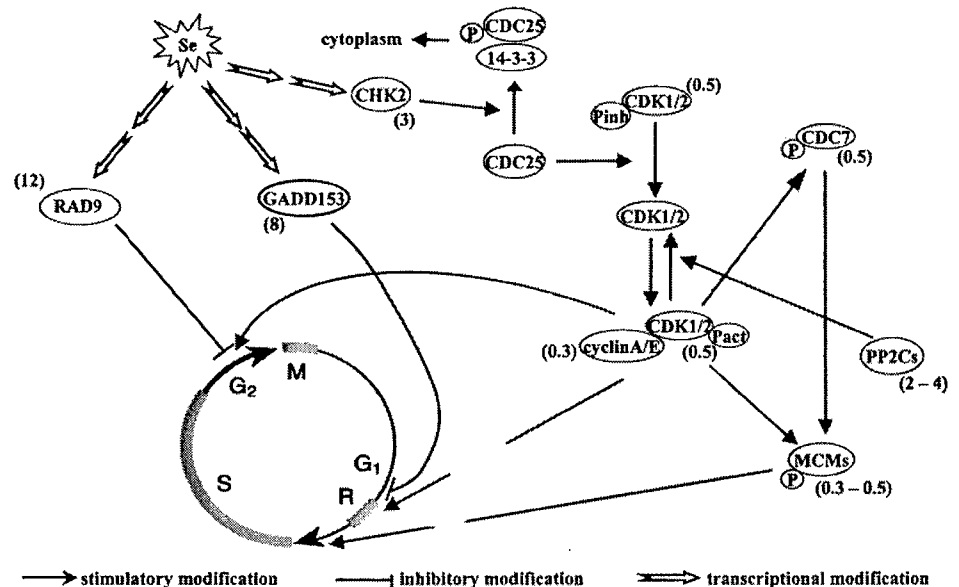 Se
cytoplasm
P
CDC25
14-3-3
CHK2
(3)
CDC25
CDK1/2
(0.5)
Pinh
P
CDC7
(0.5)
(12)
RAD9
GADD153
(8)
CDK1/2
CDK1/2
Pact
(0.3)
cyclinA/E
(0.5)
PP2Cs
(2 – 4)
G2
M
S
G1
R
MCMs
P
(0.3 – 0.5)
stimulatory modification
inhibitory modification
transcriptional modification